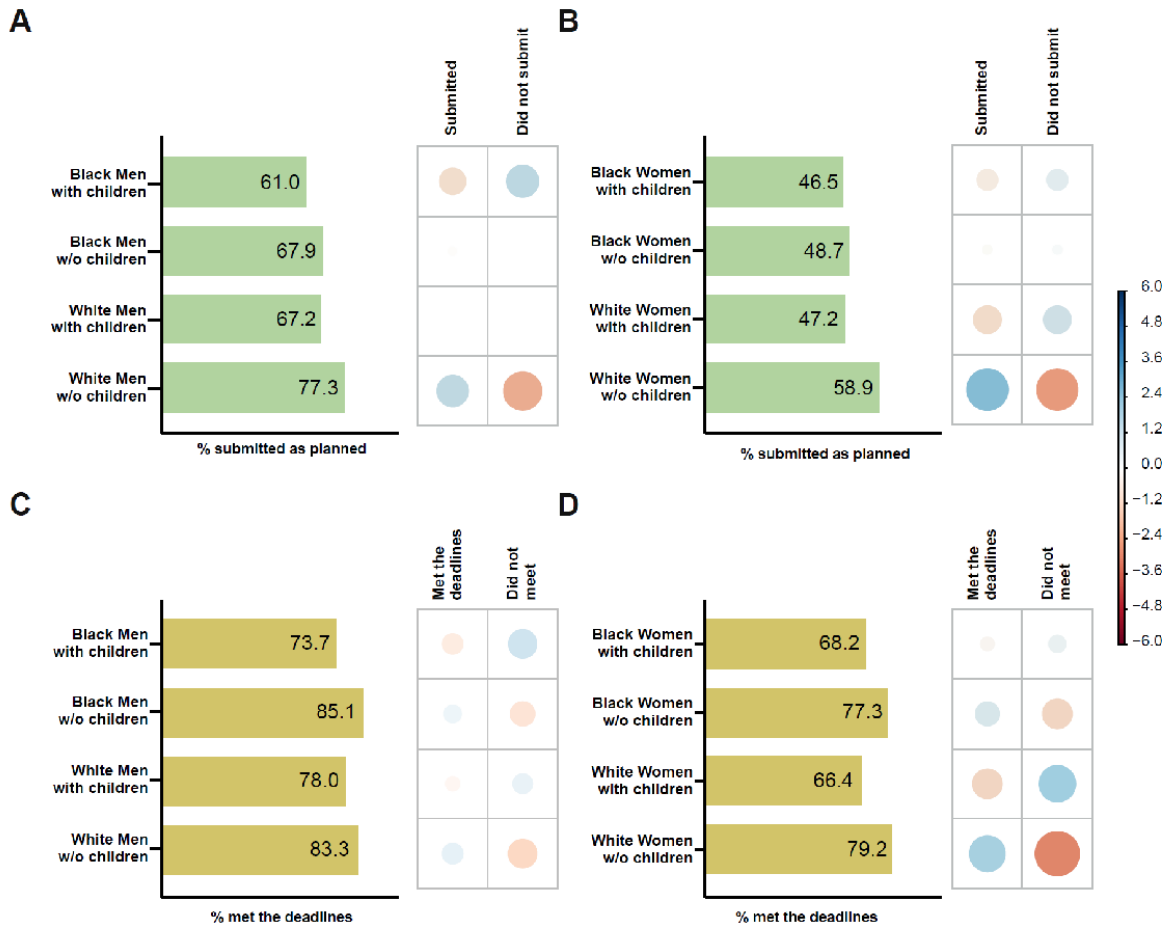 A
Submitted
Did not submit
Black Men
with children
61.0
Black Men
w/o children
67.9
White Men
with children
67.2
White Men
w/o children
77.3
% submitted as planned
B
Submitted
Did not submit
Black Women
with children
46.5
Black Women
w/o children
48.7
White Women
with children
47.2
White Women
w/o children
58.9
% submitted as planned
6.0
4.8
3.6
2.4
1.2
0.0
−1.2
−2.4
−3.6
−4.8
−6.0
C
Met the
deadlines
Did not
meet
Black Men
with children
73.7
Black Men
w/o children
85.1
White Men
with children
78.0
White Men
w/o children
83.3
% met the deadlines
D
Met the
deadlines
Did not
meet
Black Women
with children
68.2
Black Women
w/o children
77.3
White Women
with children
66.4
White Women
w/o children
79.2
% met the deadlines